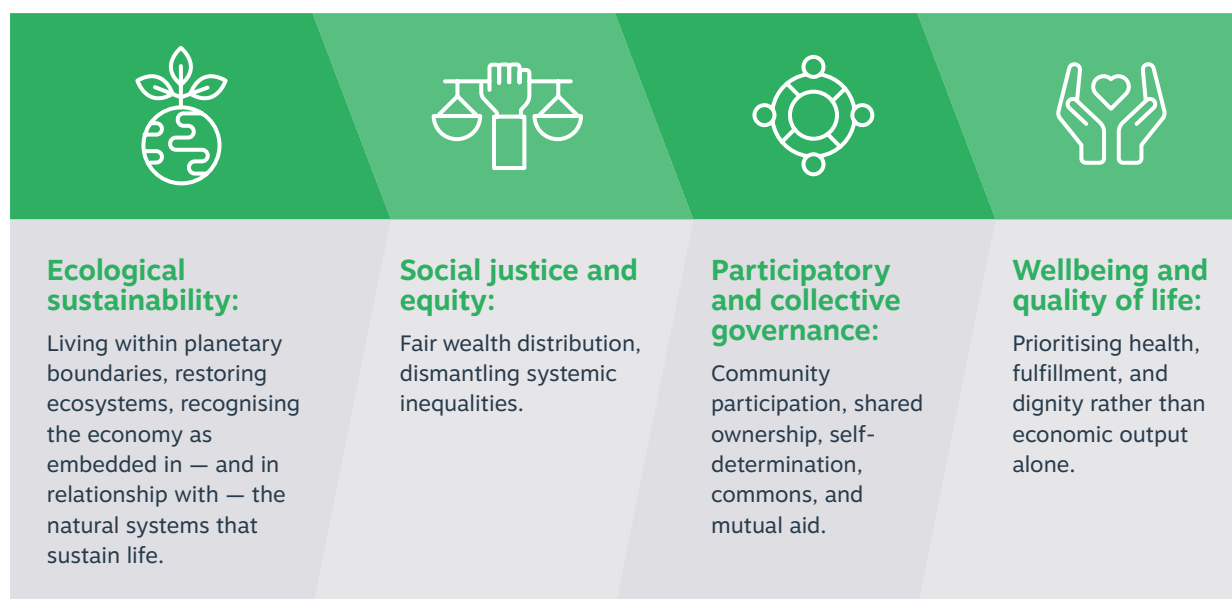 Ecological
sustainability:
Living within planetary
boundaries, restoring
ecosystems, recognising
the economy as
embedded in — and in
relationship with — the
natural systems that
sustain life.
Social justice and
equity:
Fair wealth distribution,
dismantling systemic
inequalities.
Participatory
and collective
governance:
Community
participation, shared
ownership, self-
determination,
commons, and
mutual aid.
Wellbeing and
quality of life:
Prioritising health,
fulfillment, and
dignity rather than
economic output
alone.